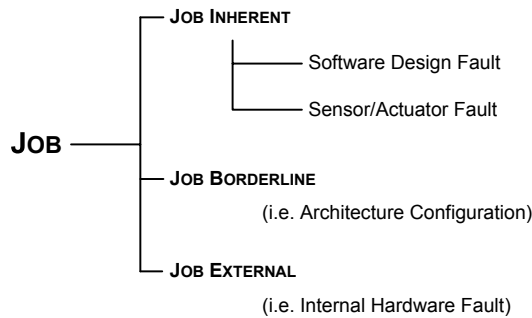 JOB INHERENT
Software Design Fault
Sensor/Actuator Fault
JOB
JOB BORDERLINE
(i.e. Architecture Configuration)
JOB EXTERNAL
(i.e. Internal Hardware Fault)